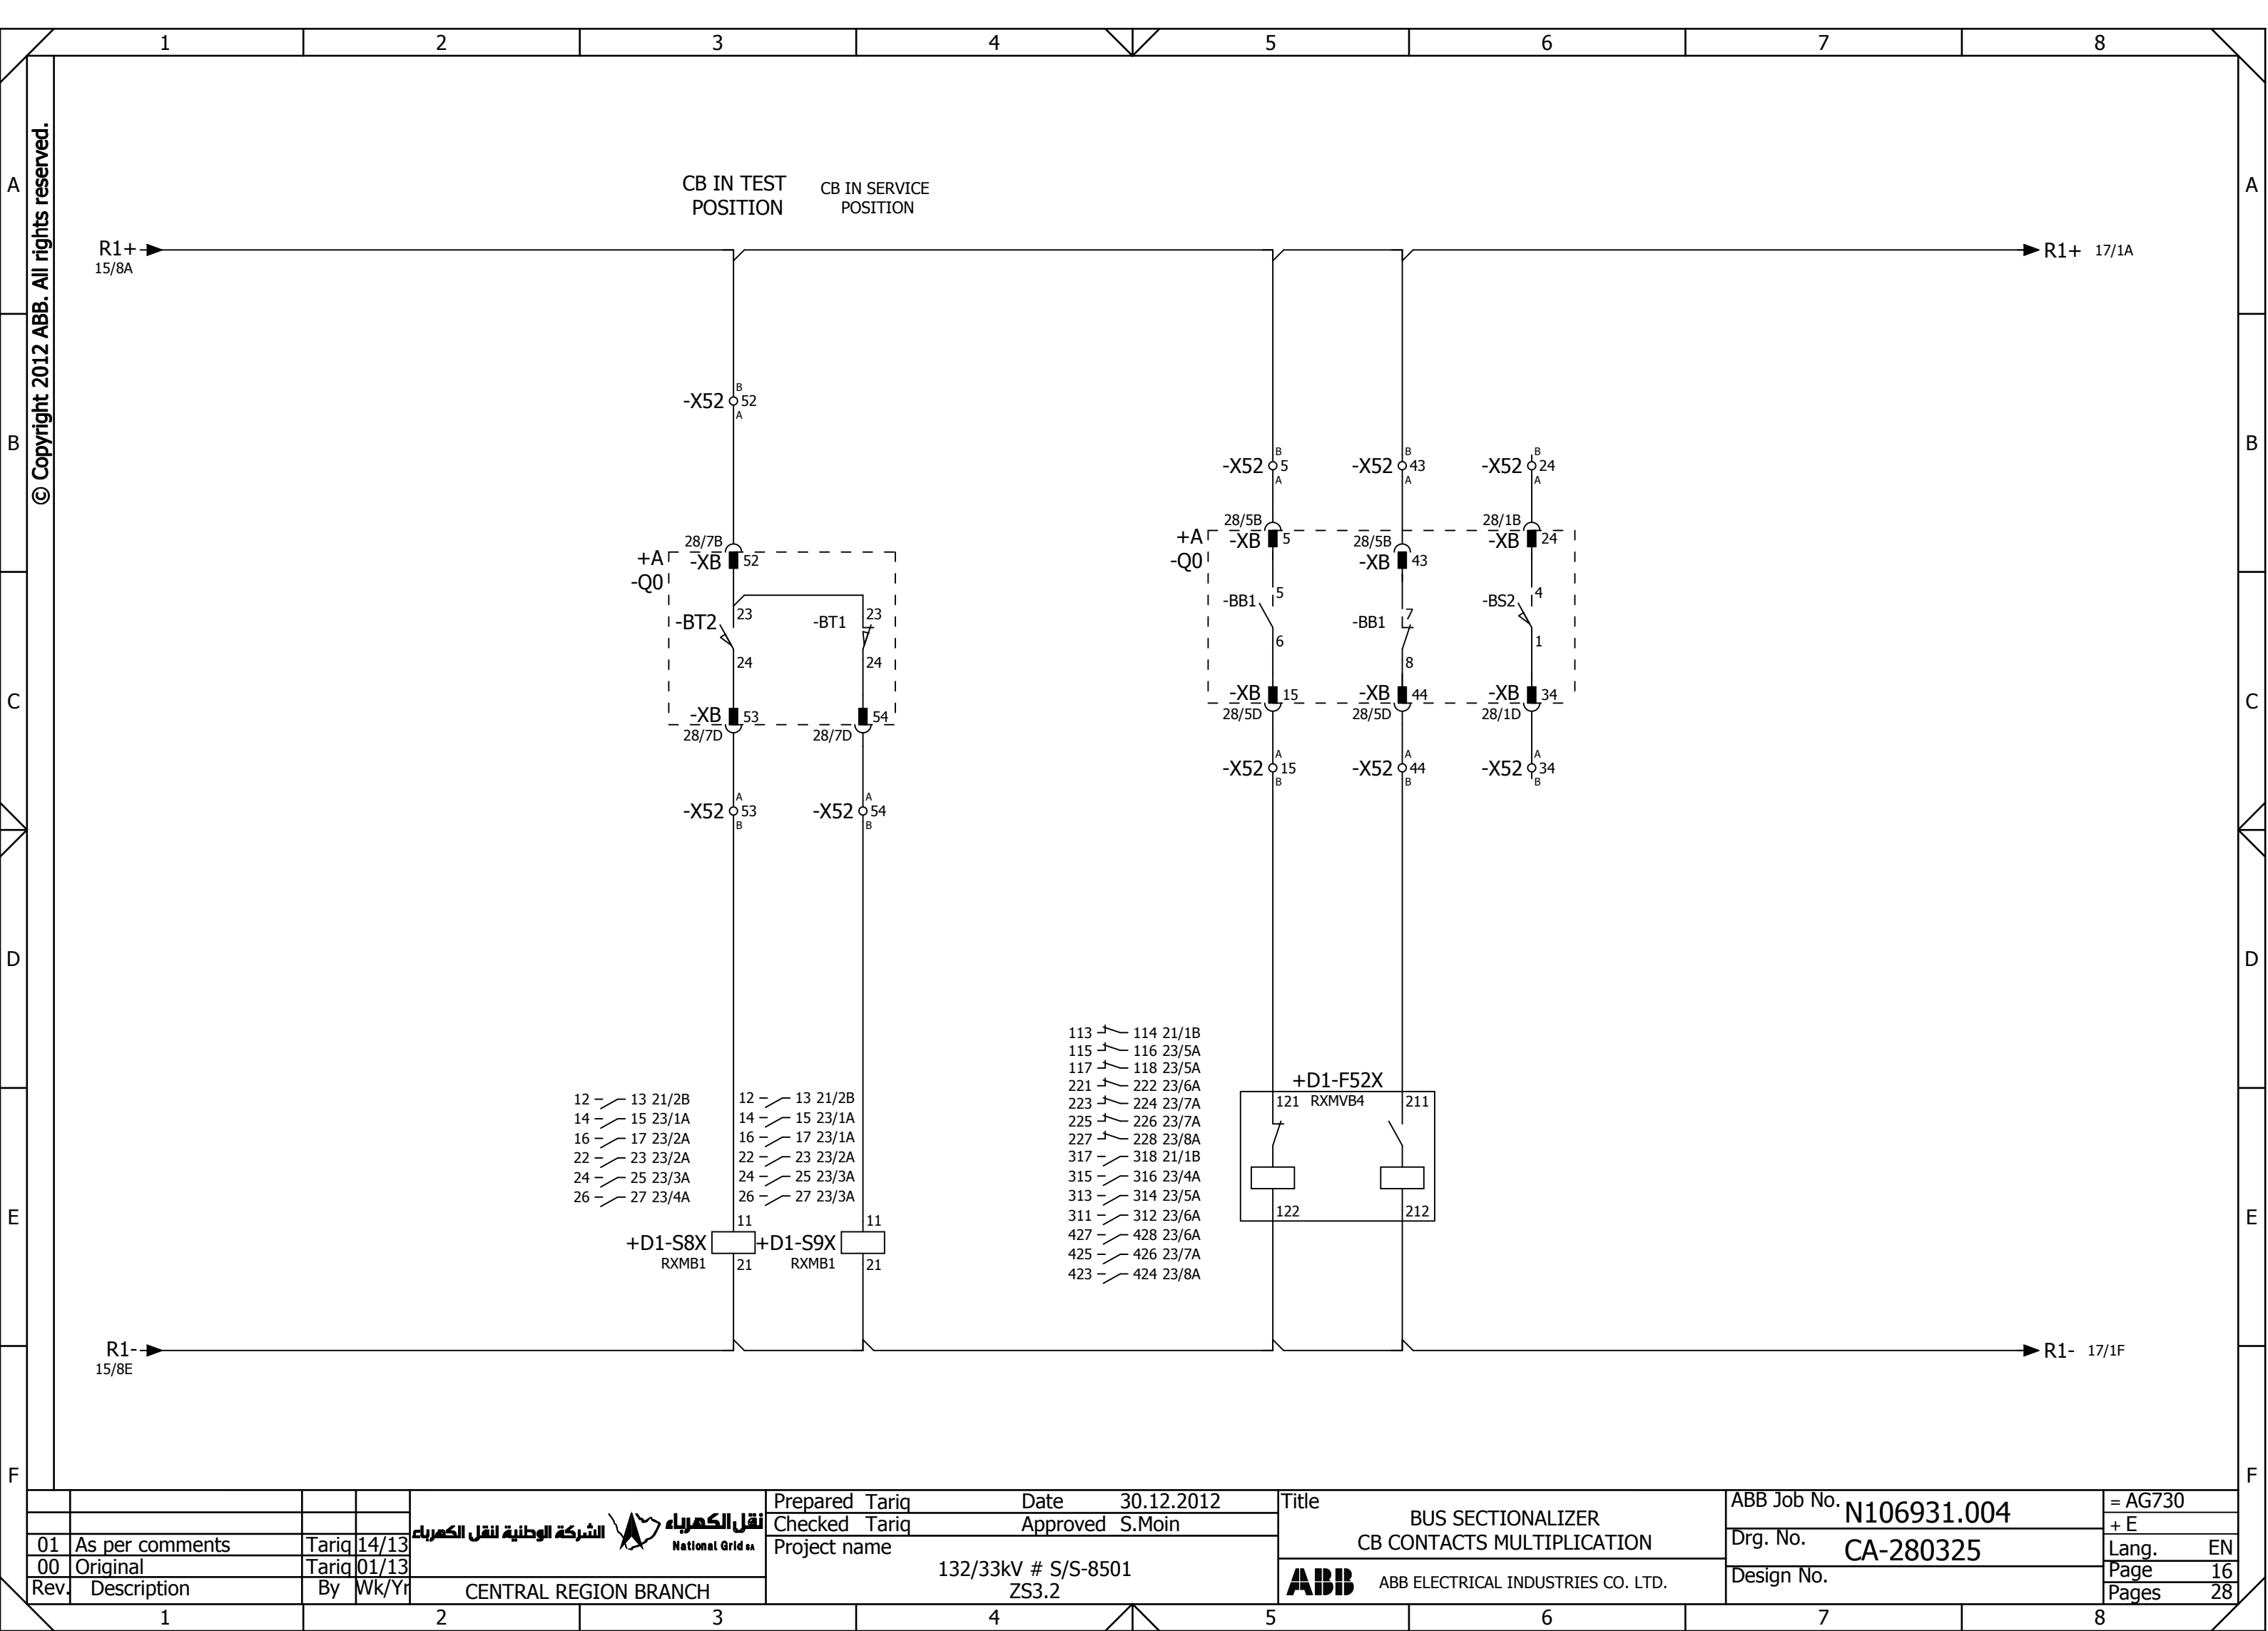 1 2 3 4 5 6 7 8
© Copyright 2012 ABB. All rights reserved.
A A
B B
C C
D D
E E
F F
CB IN TEST
POSITION
CB IN SERVICE
POSITION
R1+
15/8A
R1+ 17/1A
B
-X52 52
A
B
-X52 5
A
B
-X52 43
A
B
-X52 24
A
28/7B
+A
-XB 52
-Q0
23
-BT2
24
23
-BT1
24
-XB 53
28/7D
54
28/7D
28/5B
+A
-XB 5
-Q0
28/5B
-XB 43
28/1B
-XB 24
5
-BB1
6
7
-BB1
8
4
-BS2
1
-XB 15
28/5D
-XB 44
28/5D
-XB 34
28/1D
A
-X52 15
B
A
-X52 44
B
A
-X52 34
B
A
-X52 53
B
A
-X52 54
B
12 13 21/2B
14 15 23/1A
16 17 23/2A
22 23 23/2A
24 25 23/3A
26 27 23/4A
12 13 21/2B
14 15 23/1A
16 17 23/1A
22 23 23/2A
24 25 23/3A
26 27 23/3A
11
+D1-S8X
RXMB1
21
11
+D1-S9X
RXMB1
21
113 114 21/1B
115 116 23/5A
117 118 23/5A
221 222 23/6A
223 224 23/7A
225 226 23/7A
227 228 23/8A
317 318 21/1B
315 316 23/4A
313 314 23/5A
311 312 23/6A
427 428 23/6A
425 426 23/7A
423 424 23/8A
+D1-F52X
121 RXMVB4 211
122 212
R1-
15/8E
R1- 17/1F
01 As per comments Tariq 14/13
00 Original Tariq 01/13
Rev. Description By Wk/Yr
الشركة الوطنية لنقل الكهرباء
نقل الكهرباء
National Grid SA
CENTRAL REGION BRANCH
Prepared Tariq Date 30.12.2012
Checked Tariq Approved S.Moin
Project name
132/33kV # S/S-8501
ZS3.2
Title
BUS SECTIONALIZER
CB CONTACTS MULTIPLICATION
ABB ABB ELECTRICAL INDUSTRIES CO. LTD.
ABB Job No. N106931.004
Drg. No. CA-280325
Design No.
= AG730
+ E
Lang. EN
Page 16
Pages 28
1 2 3 4 5 6 7 8